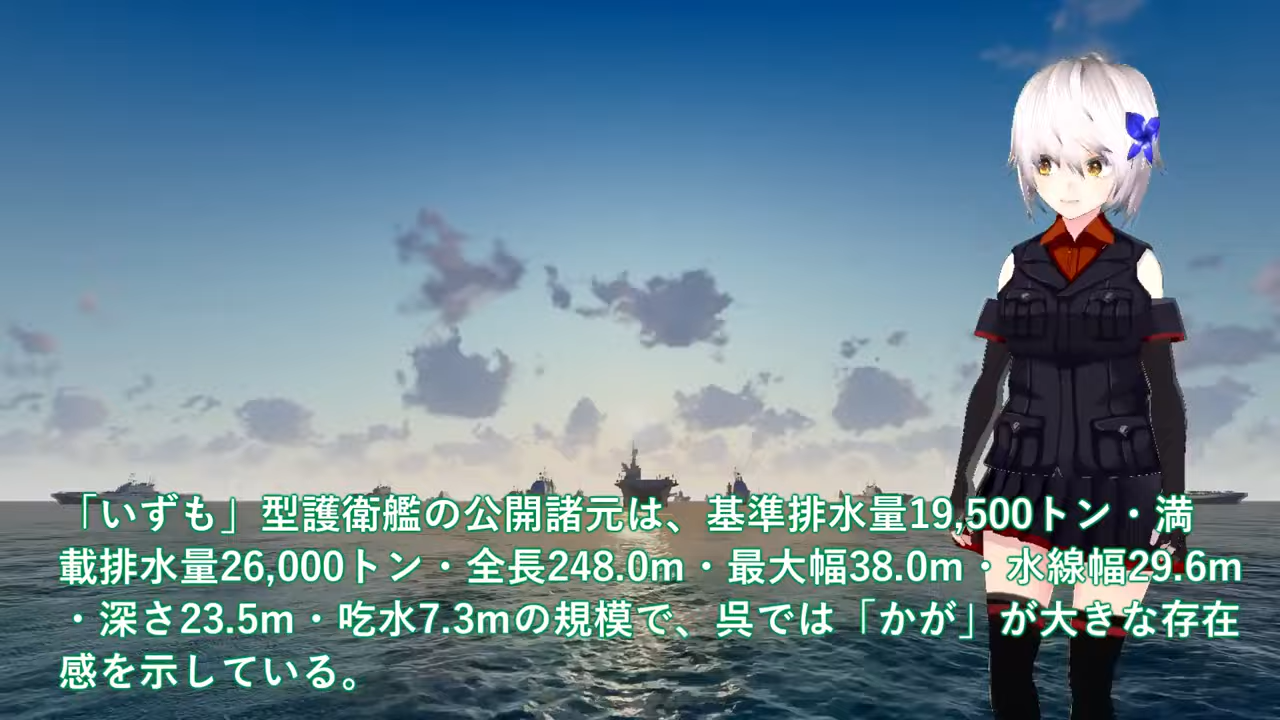 「いずも」型護衛艦の公開諸元は、基準排水量19,500トン・満
載排水量26,000トン・全長248.0m・最大幅38.0m・水線幅29.6m
・深さ23.5m・吃水7.3mの規模で、呉では「かが」が大きな存在
感を示している。